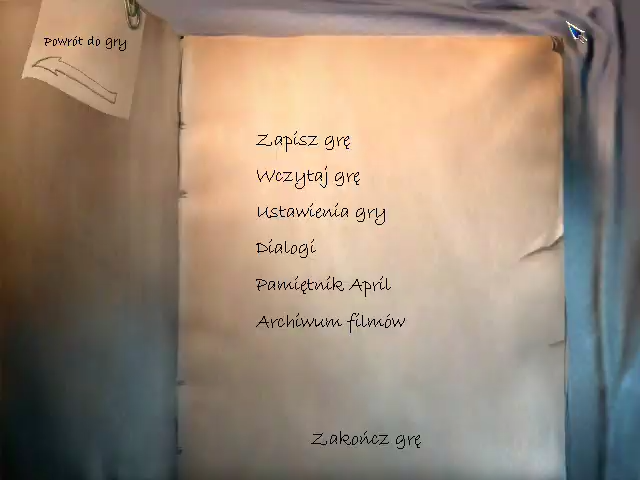 Powrót do gry
Zapisz grę
Wczytaj grę
Ustawienia gry
Dialogi
Pamiętnik April
Archiwum filmów
Zakończ grę